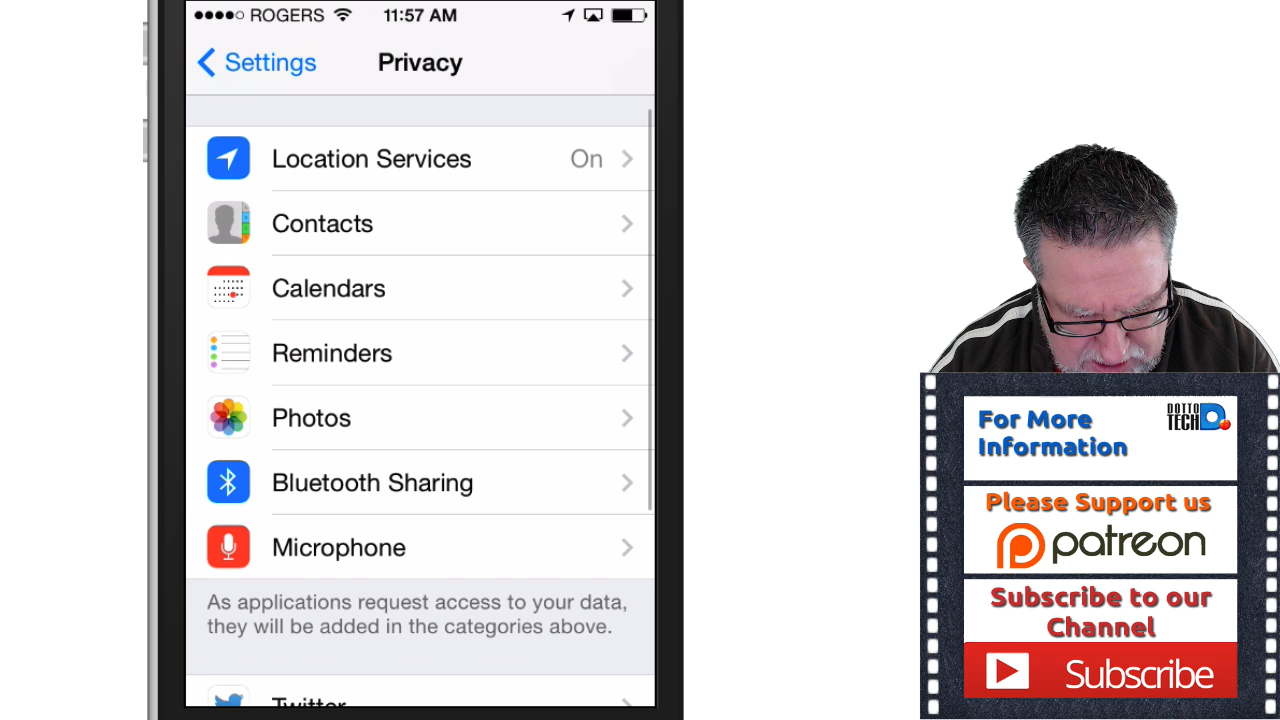 ROGERS 11:57 AM
Settings Privacy
Location Services On
Contacts
Calendars
Reminders
Photos
Bluetooth Sharing
Microphone
As applications request access to your data,
they will be added in the categories above.
Twitter
For More
Information
DOTTO
TECH
Please Support us
patreon
Subscribe to our
Channel
Subscribe